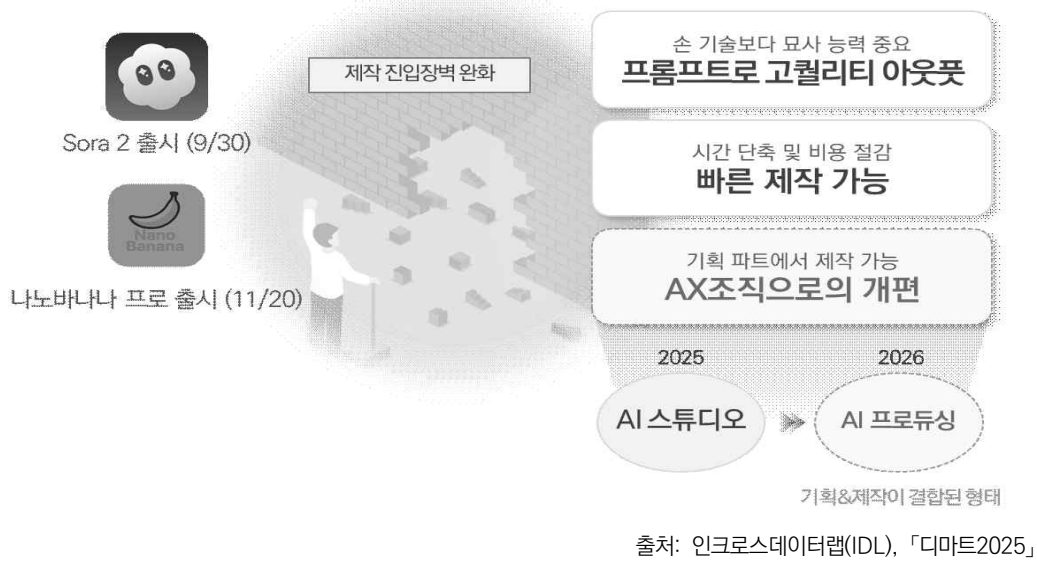 Sora 2 출시 (9/30)
Nano
Banana
나노바나나 프로 출시 (11/20)
제작 진입장벽 완화
손 기술보다 묘사 능력 중요
프롬프트로 고퀄리티 아웃풋
시간 단축 및 비용 절감
빠른 제작 가능
기획 파트에서 제작 가능
AX조직으로의 개편
2025
2026
AI 스튜디오
AI 프로듀싱
기획&제작이 결합된 형태
출처: 인크로스데이터랩(IDL), 「디마트2025」